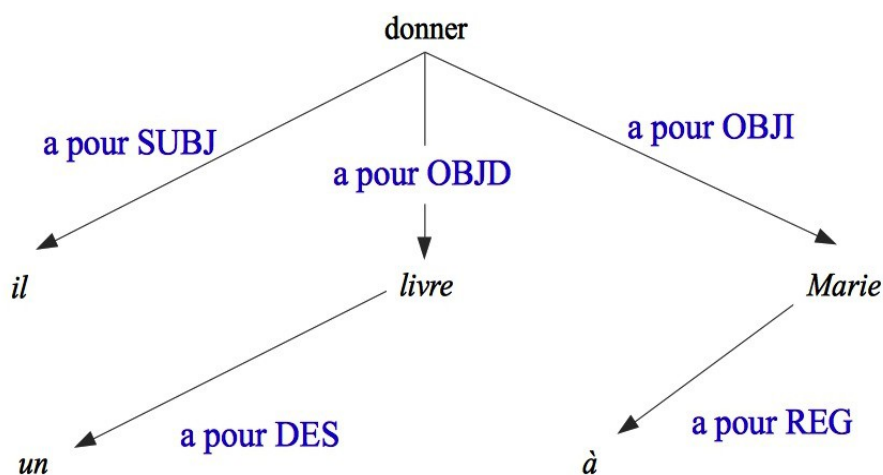 donner
a pour SUBJ
a pour OBJD
a pour OBJI
il
livre
Marie
a pour DES
a pour REG
un
à